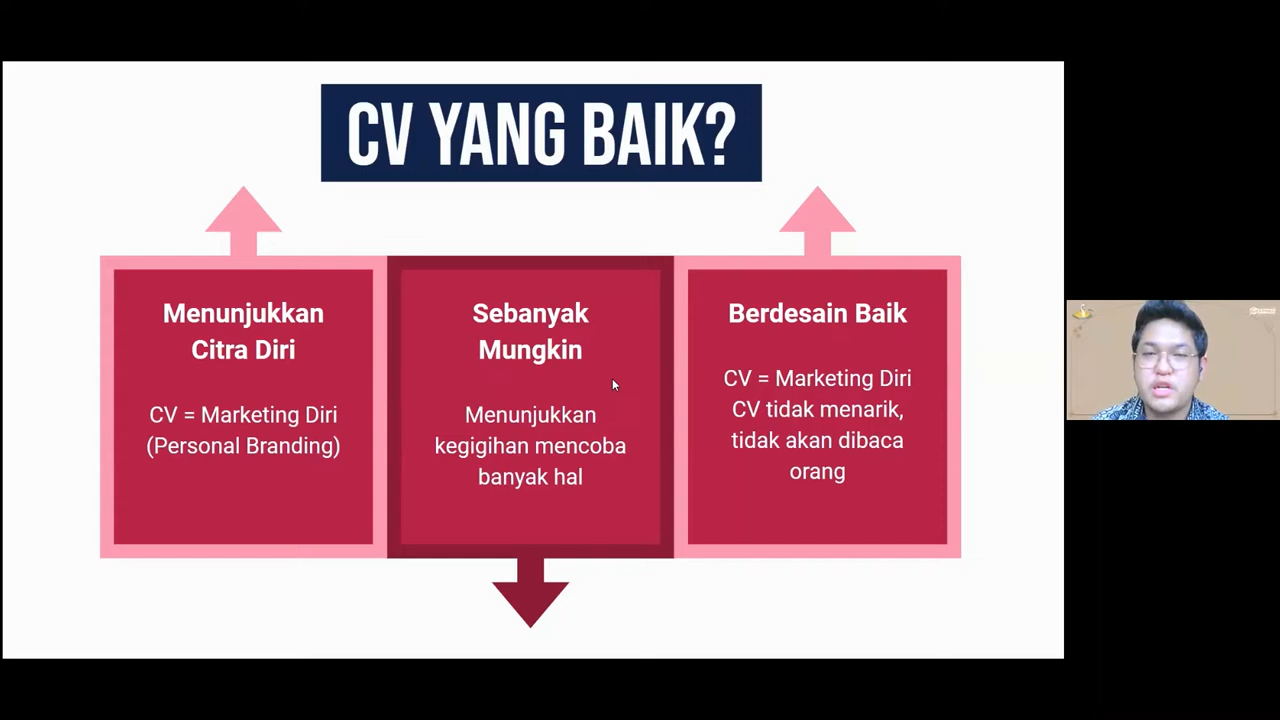 CV YANG BAIK?
Menunjukkan
Citra Diri
CV = Marketing Diri
(Personal Branding)
Sebanyak
Mungkin
Menunjukkan
kegigihan mencoba
banyak hal
Berdesain Baik
CV = Marketing Diri
CV tidak menarik,
tidak akan dibaca
orang